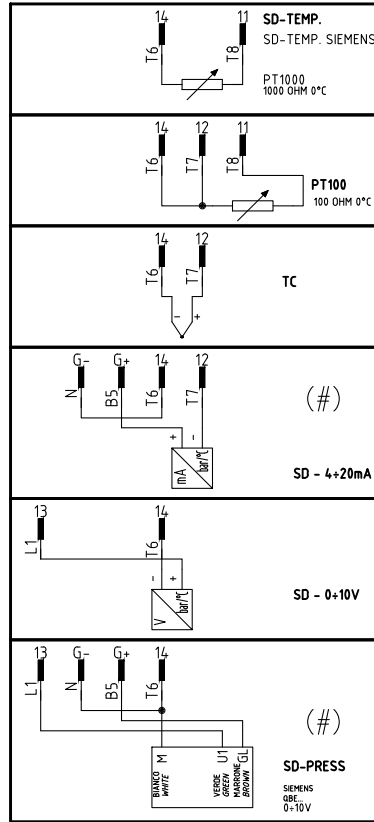 14 11 SD-TEMP.
SD-TEMP. SIEMENS
T6 T8
PT1000
1000 OHM 0°C
14 12 11
T6 T7 T8
PT100
100 OHM 0°C
14 12
T6 T7
TC
- +
G- G+ 14 12
N B5 T6 T7
(#)
+ -
mA bar/°C
SD - 4÷20mA
13 14
L1 T6
- +
V bar/°C
SD - 0÷10V
13 G- G+ 14
L1 N B5 T6
(#)
M U1 GL
BIANCO VERDE MARRONE
WHITE GREEN BROWN
SD-PRESS
SIEMENS
QBE...
0÷10V